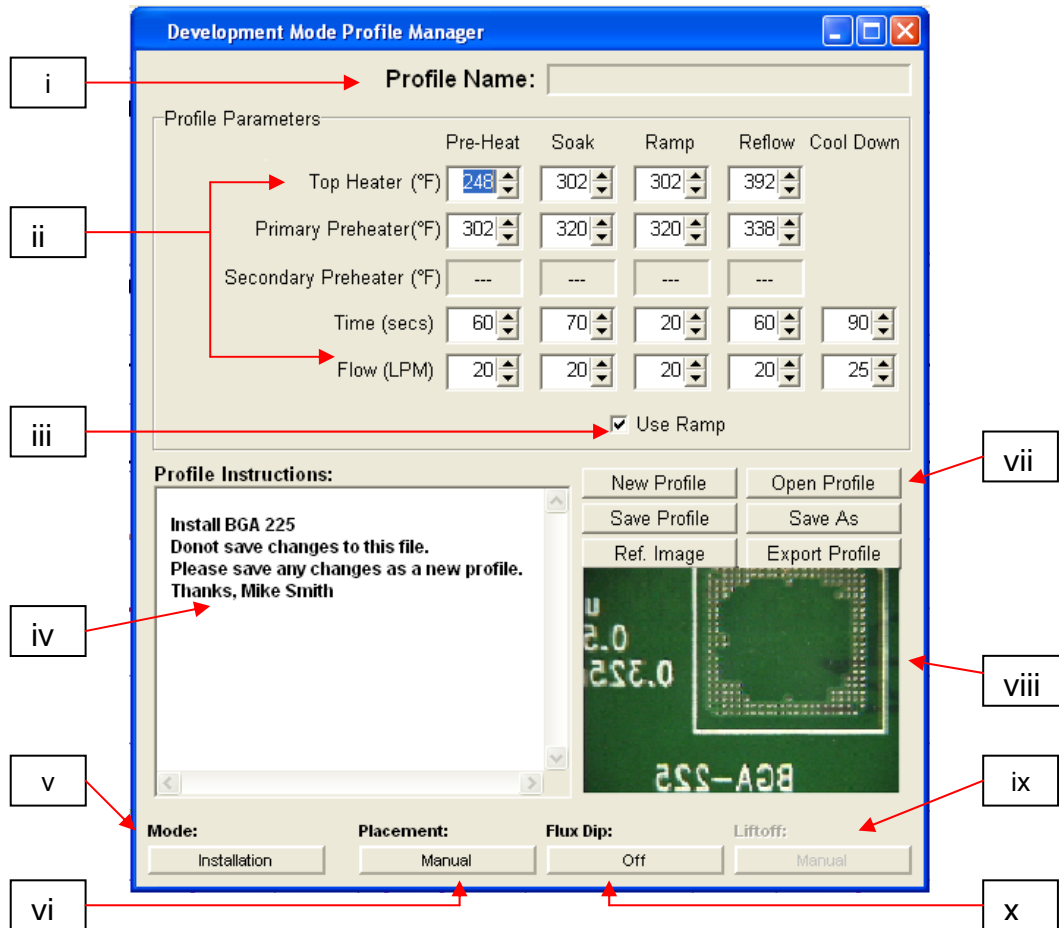 Development Mode Profile Manager
i
Profile Name:
Profile Parameters
Pre-Heat Soak Ramp Reflow Cool Down
Top Heater (°F) 248 302 302 392
ii
Primary Preheater(°F) 302 320 320 338
Secondary Preheater (°F) --- --- --- ---
Time (secs) 60 70 20 60 90
Flow (LPM) 20 20 20 20 25
iii
Use Ramp
vii
Profile Instructions:
New Profile Open Profile
Save Profile Save As
Ref. Image Export Profile
Install BGA 225
Donot save changes to this file.
Please save any changes as a new profile.
Thanks, Mike Smith
iv
u
0.5
0.325
viii
BGA-225
v
ix
Mode: Placement: Flux Dip: Liftoff:
Installation Manual Off Manual
vi
x